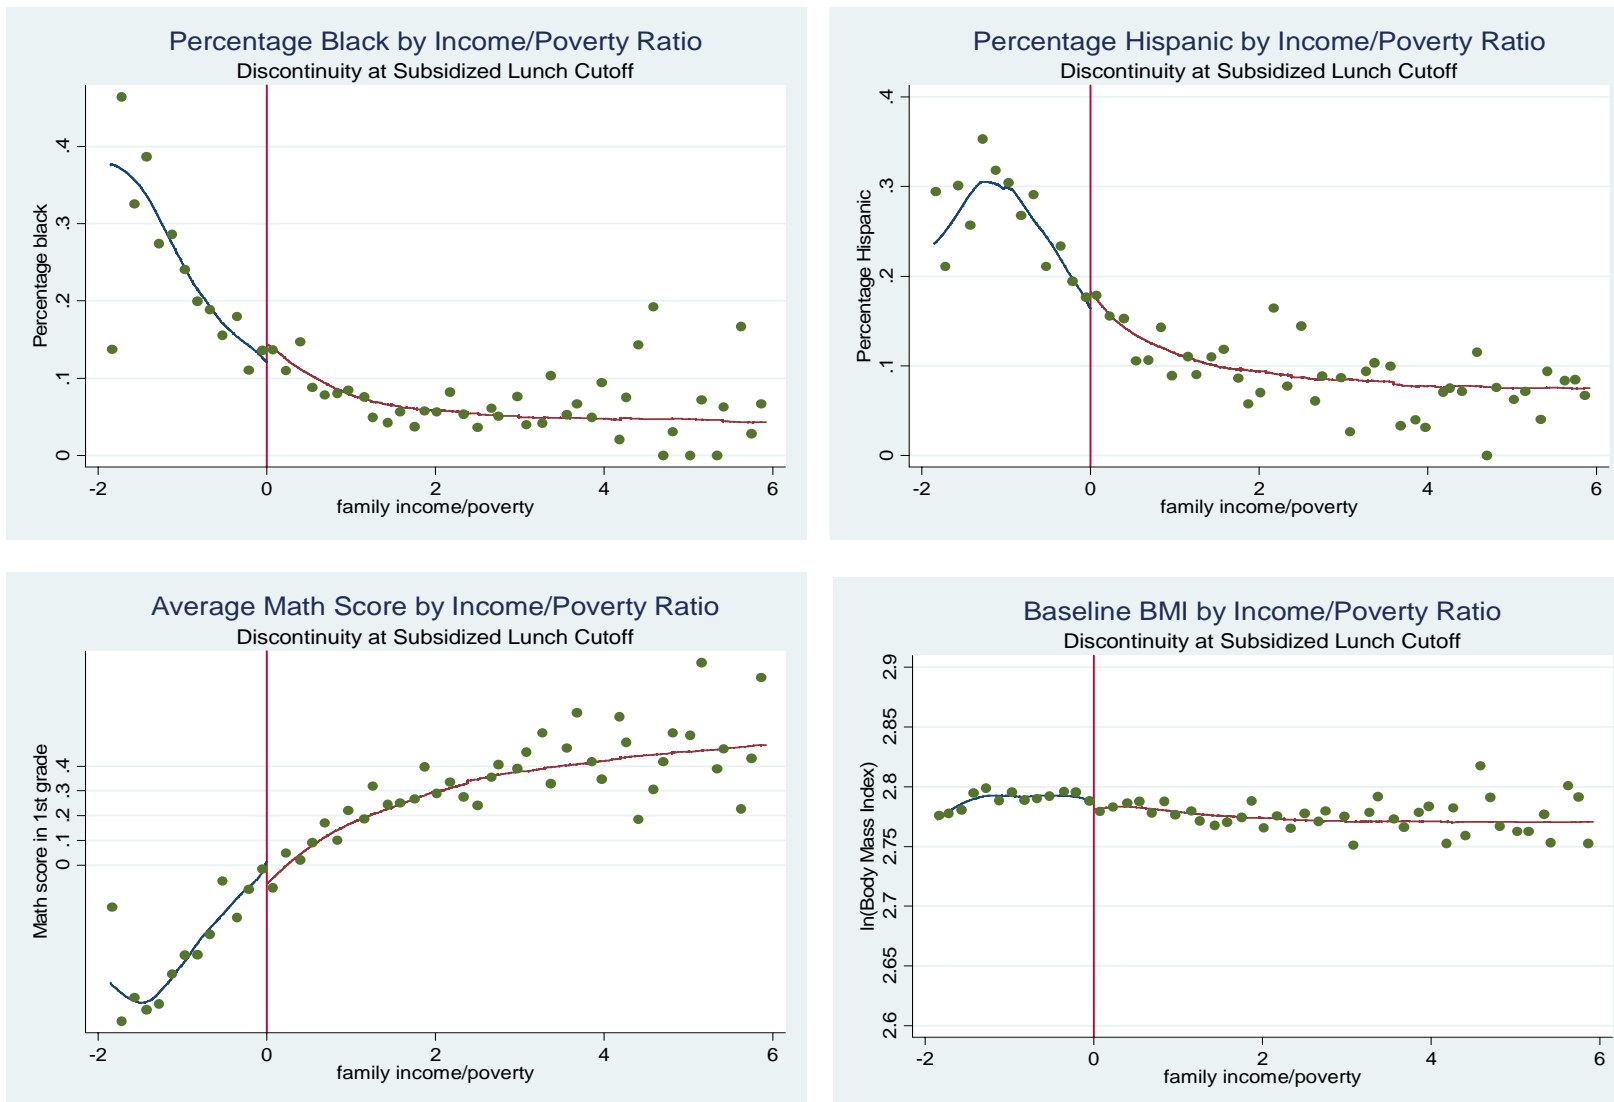 Percentage Black by Income/Poverty Ratio
Discontinuity at Subsidized Lunch Cutoff
Percentage black
.4
.3
.2
.1
0
-2 0 2 4 6
family income/poverty
Percentage Hispanic by Income/Poverty Ratio
Discontinuity at Subsidized Lunch Cutoff
Percentage Hispanic
.4
.3
.2
.1
0
-2 0 2 4 6
family income/poverty
Average Math Score by Income/Poverty Ratio
Discontinuity at Subsidized Lunch Cutoff
Math score in 1st grade
.4
.3
.2
.1
0
-2 0 2 4 6
family income/poverty
Baseline BMI by Income/Poverty Ratio
Discontinuity at Subsidized Lunch Cutoff
ln(Body Mass Index)
2.9
2.85
2.8
2.75
2.7
2.65
2.6
-2 0 2 4 6
family income/poverty